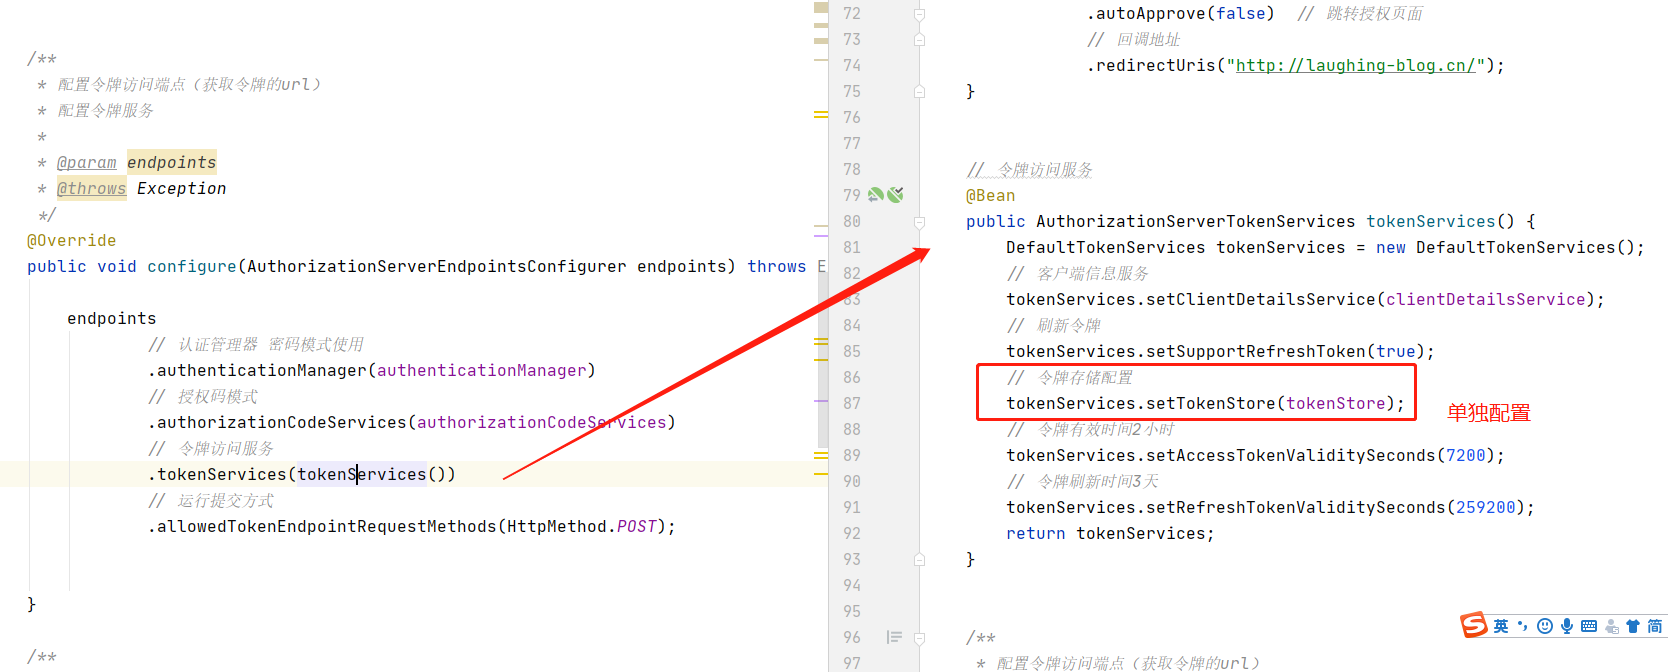 /**
 * 配置令牌访问端点（获取令牌的url）
 * 配置令牌服务
 *
 * @param endpoints
 * @throws Exception
 */
@Override
public void configure(AuthorizationServerEndpointsConfigurer endpoints) throws E
endpoints
// 认证管理器 密码模式使用
.authenticationManager(authenticationManager)
// 授权码模式
.authorizationCodeServices(authorizationCodeServices)
// 令牌访问服务
.tokenServices(tokenServices())
// 运行提交方式
.allowedTokenEndpointRequestMethods(HttpMethod.POST);
}
/**
72 .autoApprove(false) // 跳转授权页面
73 // 回调地址
74 .redirectUris("http://laughing-blog.cn/");
75 }
76
77
78 // 令牌访问服务
79 @Bean
80 public AuthorizationServerTokenServices tokenServices() {
81 DefaultTokenServices tokenServices = new DefaultTokenServices();
82 // 客户端信息服务
83 tokenServices.setClientDetailsService(clientDetailsService);
84 // 刷新令牌
85 tokenServices.setSupportRefreshToken(true);
86 // 令牌存储配置
87 tokenServices.setTokenStore(tokenStore);
单独配置
88 // 令牌有效时间2小时
89 tokenServices.setAccessTokenValiditySeconds(7200);
90 // 令牌刷新时间3天
91 tokenServices.setRefreshTokenValiditySeconds(259200);
92 return tokenServices;
93 }
94
95
96 /**
97 * 配置令牌访问端点（获取令牌的url）
S 英 简